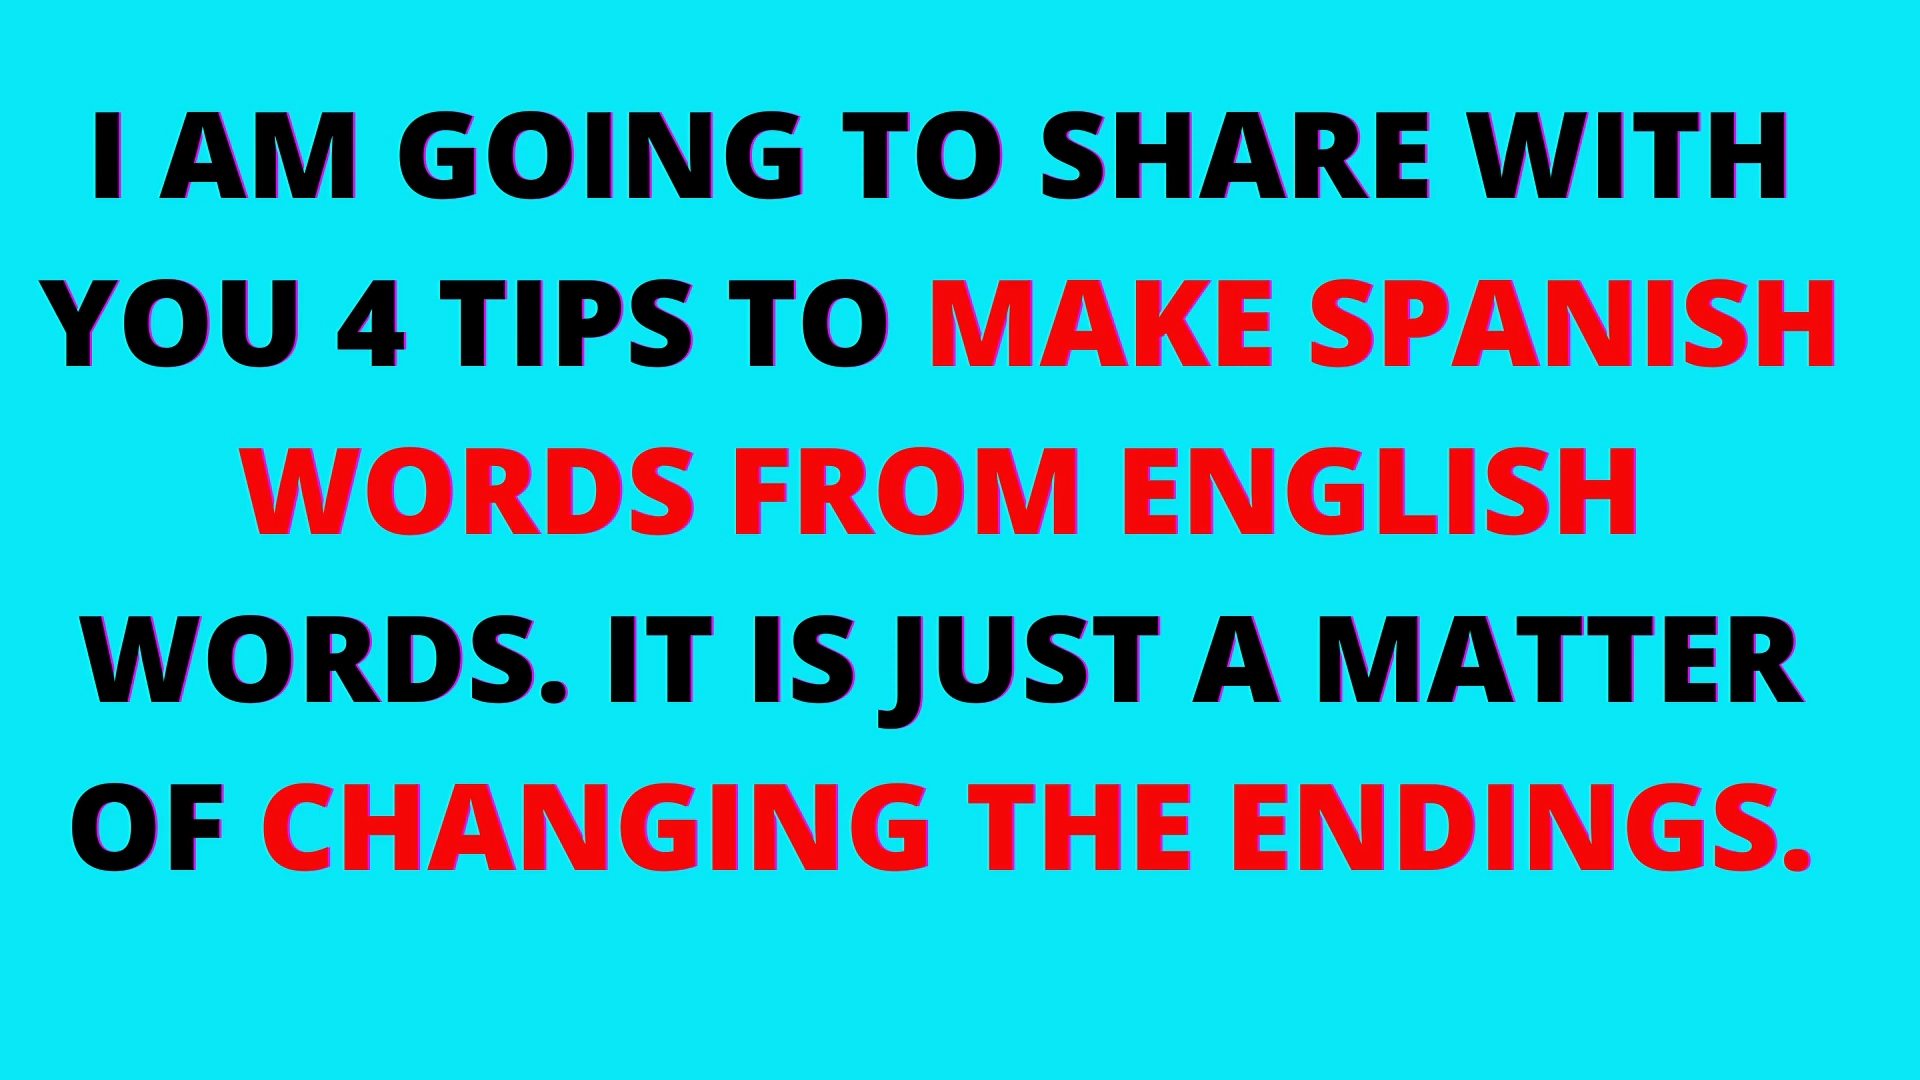 I AM GOING TO SHARE WITH
YOU 4 TIPS TO MAKE SPANISH
WORDS FROM ENGLISH
WORDS. IT IS JUST A MATTER
OF CHANGING THE ENDINGS.